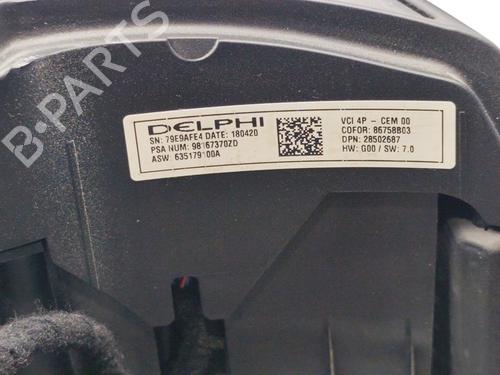 B-PARTS
DELPHI
SN: 79E9AFE4 DATE: 180420
PSA NUM: 98167370ZD
ASW: 635179100A
VCI 4P - CEM 00
COFOR: 86758B03
DPN: 28502687
HW: G00 / SW: 7.0